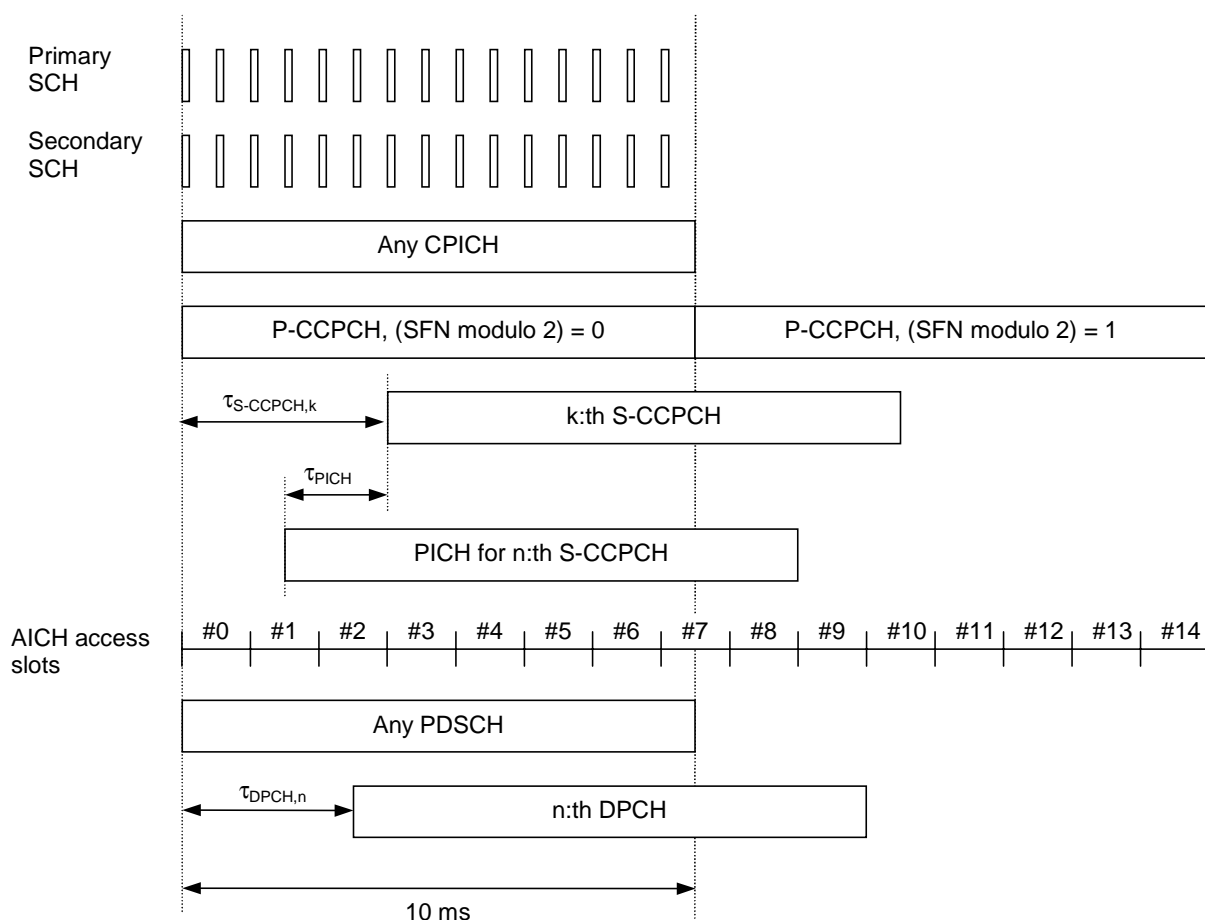 Primary
SCH
Secondary
SCH
Any CPICH
P-CCPCH, (SFN modulo 2) = 0 P-CCPCH, (SFN modulo 2) = 1
τS-CCPCH,k
k:th S-CCPCH
τPICH
PICH for n:th S-CCPCH
AICH access
slots
#0 #1 #2 #3 #4 #5 #6 #7 #8 #9 #10 #11 #12 #13 #14
Any PDSCH
τDPCH,n
n:th DPCH
10 ms